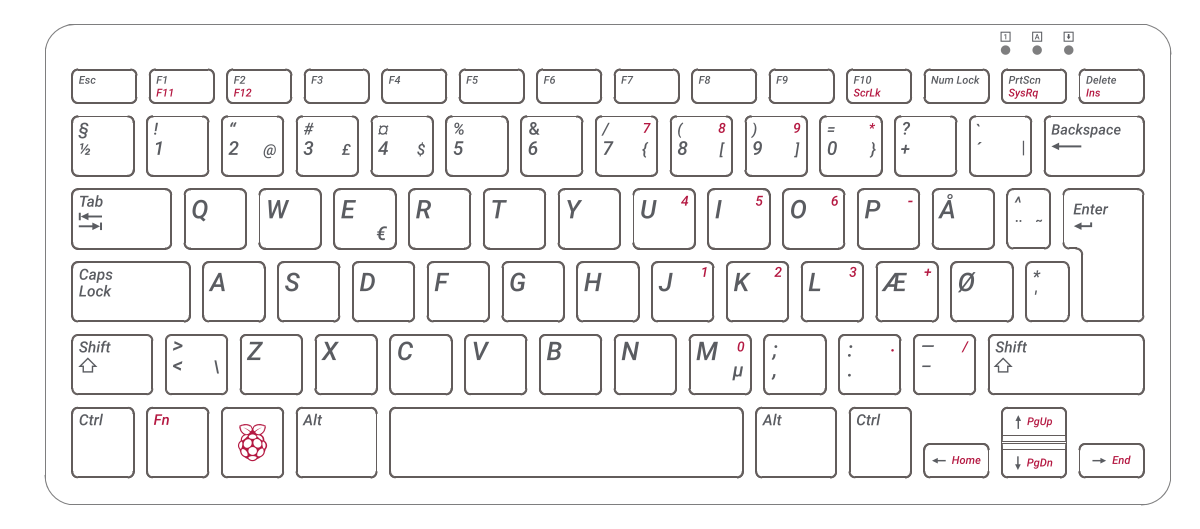 1 A
Esc F1 F2 F3 F4 F5 F6 F7 F8 F9 F10 Num Lock PrtScn Delete
F11 F12 ScrLk SysRq Ins
§ ! “ # ¤ % & / 7 ( 8 ) 9 = * ? ` Backspace
½ 1 2 @ 3 £ 4 $ 5 6 7 { 8 [ 9 ] 0 } + ´ | ←
Tab Q W E R T Y U 4 I 5 O 6 P - Å ^ Enter
€ ¨ ~
Caps A S D F G H J 1 K 2 L 3 Æ + Ø *
Lock '
Shift > Z X C V B N M 0 ; : . — / Shift
< \ µ , . –
Ctrl Fn Alt Alt Ctrl ↑ PgUp
← Home ↓ PgDn → End